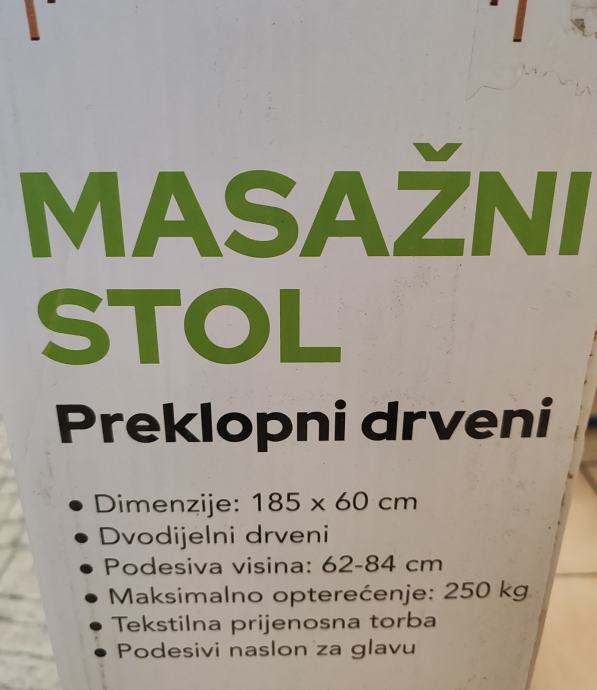 MASAŽNI
STOL
Preklopni drveni
• Dimenzije: 185 x 60 cm
• Dvodijelni drveni
• Podesiva visina: 62-84 cm
• Maksimalno opterećenje: 250 kg
• Tekstilna prijenosna torba
• Podesivi naslon za glavu